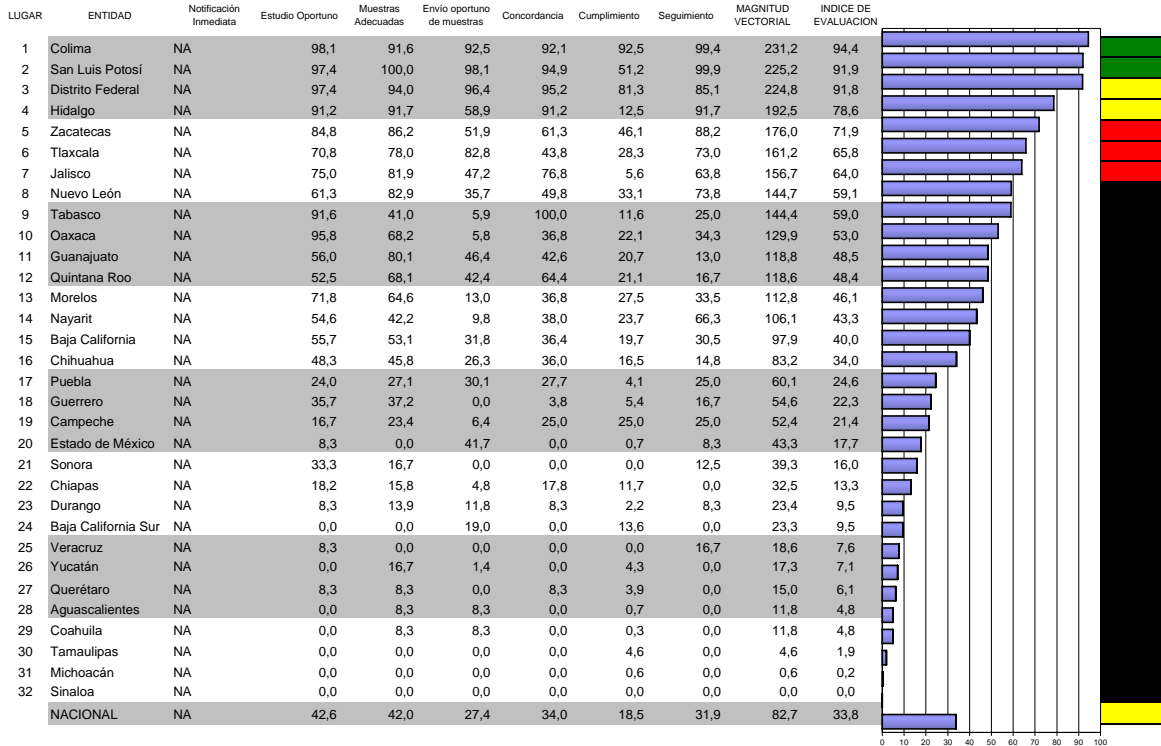 LUGAR ENTIDAD Notificación Inmediata Estudio Oportuno Muestras Adecuadas Envío oportuno de muestras Concordancia Cumplimiento Seguimiento MAGNITUD VECTORIAL INDICE DE EVALUACION
1 Colima NA 98,1 91,6 92,5 92,1 92,5 99,4 231,2 94,4
2 San Luis Potosí NA 97,4 100,0 98,1 94,9 51,2 99,9 225,2 91,9
3 Distrito Federal NA 97,4 94,0 96,4 95,2 81,3 85,1 224,8 91,8
4 Hidalgo NA 91,2 91,7 58,9 91,2 12,5 91,7 192,5 78,6
5 Zacatecas NA 84,8 86,2 51,9 61,3 46,1 88,2 176,0 71,9
6 Tlaxcala NA 70,8 78,0 82,8 43,8 28,3 73,0 161,2 65,8
7 Jalisco NA 75,0 81,9 47,2 76,8 5,6 63,8 156,7 64,0
8 Nuevo León NA 61,3 82,9 35,7 49,8 33,1 73,8 144,7 59,1
9 Tabasco NA 91,6 41,0 5,9 100,0 11,6 25,0 144,4 59,0
10 Oaxaca NA 95,8 68,2 5,8 36,8 22,1 34,3 129,9 53,0
11 Guanajuato NA 56,0 80,1 46,4 42,6 20,7 13,0 118,8 48,5
12 Quintana Roo NA 52,5 68,1 42,4 64,4 21,1 16,7 118,6 48,4
13 Morelos NA 71,8 64,6 13,0 36,8 27,5 33,5 112,8 46,1
14 Nayarit NA 54,6 42,2 9,8 38,0 23,7 66,3 106,1 43,3
15 Baja California NA 55,7 53,1 31,8 36,4 19,7 30,5 97,9 40,0
16 Chihuahua NA 48,3 45,8 26,3 36,0 16,5 14,8 83,2 34,0
17 Puebla NA 24,0 27,1 30,1 27,7 4,1 25,0 60,1 24,6
18 Guerrero NA 35,7 37,2 0,0 3,8 5,4 16,7 54,6 22,3
19 Campeche NA 16,7 23,4 6,4 25,0 25,0 25,0 52,4 21,4
20 Estado de México NA 8,3 0,0 41,7 0,0 0,7 8,3 43,3 17,7
21 Sonora NA 33,3 16,7 0,0 0,0 0,0 12,5 39,3 16,0
22 Chiapas NA 18,2 15,8 4,8 17,8 11,7 0,0 32,5 13,3
23 Durango NA 8,3 13,9 11,8 8,3 2,2 8,3 23,4 9,5
24 Baja California Sur NA 0,0 0,0 19,0 0,0 13,6 0,0 23,3 9,5
25 Veracruz NA 8,3 0,0 0,0 0,0 0,0 16,7 18,6 7,6
26 Yucatán NA 0,0 16,7 1,4 0,0 4,3 0,0 17,3 7,1
27 Querétaro NA 8,3 8,3 0,0 8,3 3,9 0,0 15,0 6,1
28 Aguascalientes NA 0,0 8,3 8,3 0,0 0,7 0,0 11,8 4,8
29 Coahuila NA 0,0 8,3 8,3 0,0 0,3 0,0 11,8 4,8
30 Tamaulipas NA 0,0 0,0 0,0 0,0 4,6 0,0 4,6 1,9
31 Michoacán NA 0,0 0,0 0,0 0,0 0,6 0,0 0,6 0,2
32 Sinaloa NA 0,0 0,0 0,0 0,0 0,0 0,0 0,0 0,0
NACIONAL NA 42,6 42,0 27,4 34,0 18,5 31,9 82,7 33,8
0 10 20 30 40 50 60 70 80 90 100